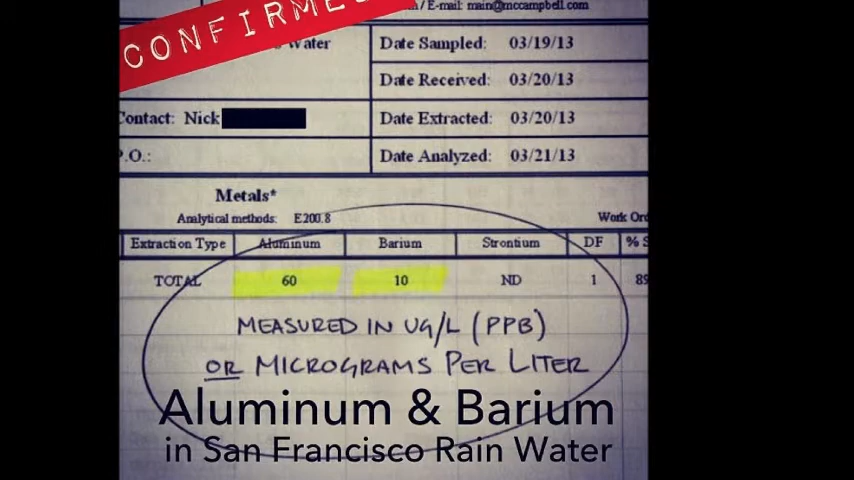 CONFIRME
/ E-mail: main@mccampbell.com
Water
Date Sampled: 03/19/13
Date Received: 03/20/13
Contact: Nick
Date Extracted: 03/20/13
P.O.:
Date Analyzed: 03/21/13
Metals*
Analytical methods: E200.8
Work Ord
Extraction Type Aluminum Barium Strontium DF % S
TOTAL 60 10 ND 1 89
MEASURED IN UG/L (PPB)
OR MICROGRAMS PER LITER
Aluminum & Barium
in San Francisco Rain Water